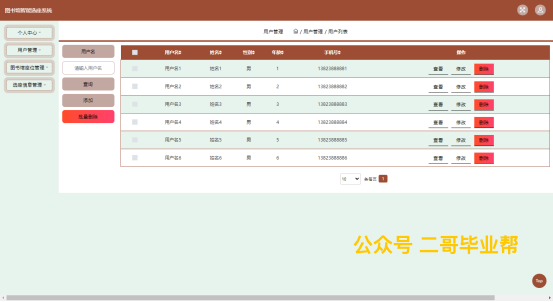 图书馆智能选座系统
个人中心
用户管理
图书馆座位管理
选座信息管理
用户管理 / 用户管理 / 用户列表
用户名
请输入用户名
查询
添加
批量删除
用户名 姓名 性别 年龄 手机号 操作
用户名1 姓名1 男 1 13823888881 查看 修改 删除
用户名2 姓名2 男 2 13823888882 查看 修改 删除
用户名3 姓名3 男 3 13823888883 查看 修改 删除
用户名4 姓名4 男 4 13823888884 查看 修改 删除
用户名5 姓名5 男 5 13823888885 查看 修改 删除
用户名6 姓名6 男 6 13823888886 查看 修改 删除
1
公众号 二哥毕业帮
Top